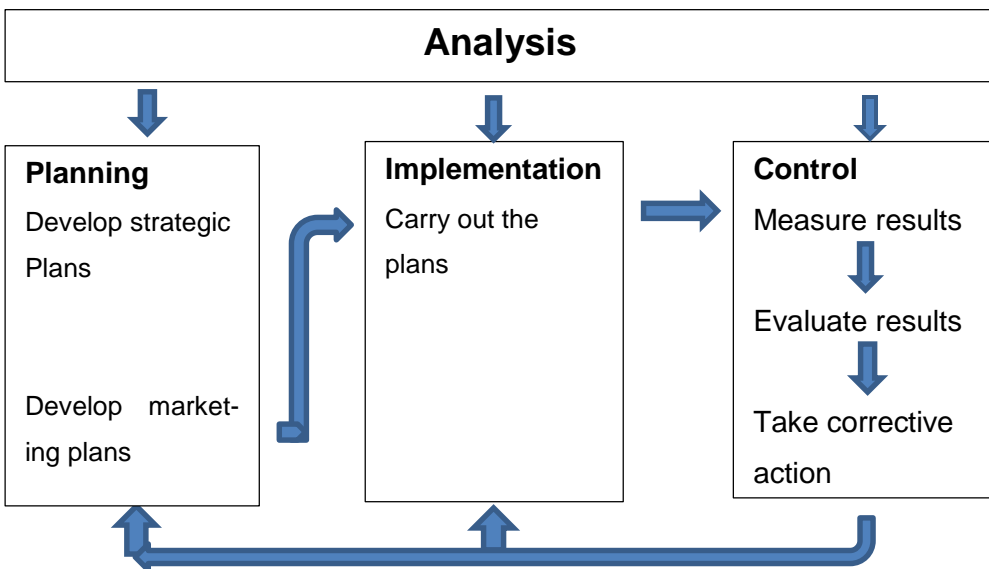 Analysis
Planning
Develop strategic
Plans
Develop market-
ing plans
Implementation
Carry out the
plans
Control
Measure results
Evaluate results
Take corrective
action